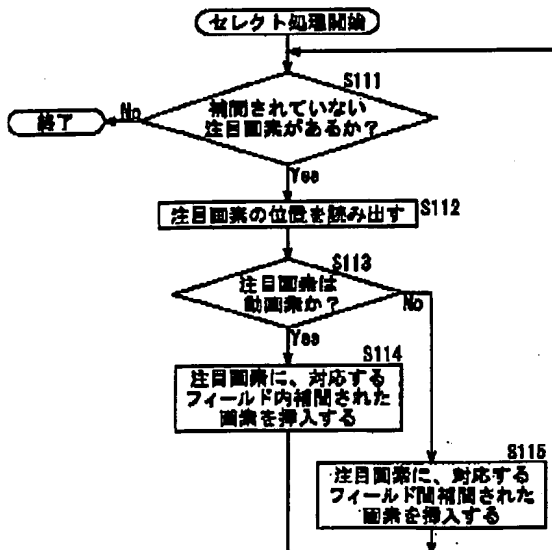 セレクト処理開始
S111
補間されていない
注目画素があるか？
No
終了
Yes
注目画素の位置を読み出す
S112
S113
注目画素は
動画素か？
No
Yes
S114
注目画素に、対応する
フィールド内補間された
画素を挿入する
S115
注目画素に、対応する
フィールド間補間された
画素を挿入する